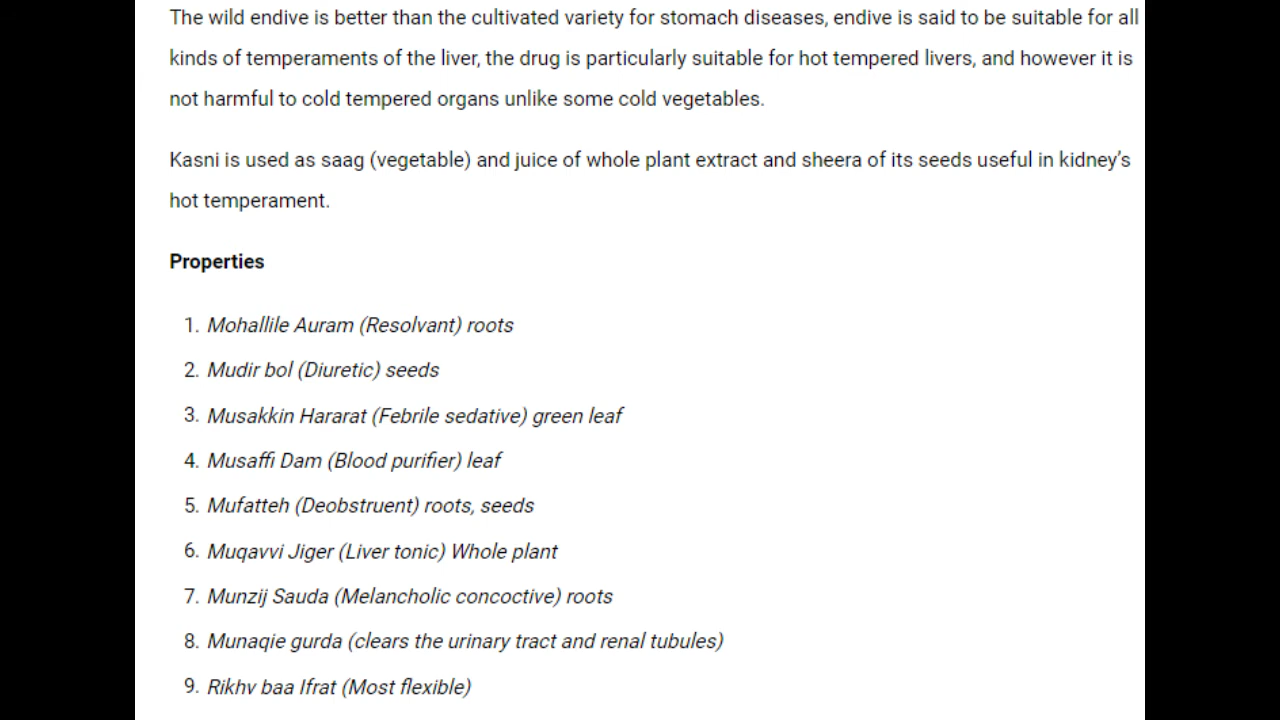 The wild endive is better than the cultivated variety for stomach diseases, endive is said to be suitable for all
kinds of temperaments of the liver, the drug is particularly suitable for hot tempered livers, and however it is
not harmful to cold tempered organs unlike some cold vegetables.
Kasni is used as saag (vegetable) and juice of whole plant extract and sheera of its seeds useful in kidney's
hot temperament.
Properties
1. Mohallile Auram (Resolvant) roots
2. Mudir bol (Diuretic) seeds
3. Musakkin Hararat (Febrile sedative) green leaf
4. Musaffi Dam (Blood purifier) leaf
5. Mufatteh (Deobstruent) roots, seeds
6. Muqavvi Jiger (Liver tonic) Whole plant
7. Munzij Sauda (Melancholic concoctive) roots
8. Munaqie gurda (clears the urinary tract and renal tubules)
9. Rikhv baa Ifrat (Most flexible)